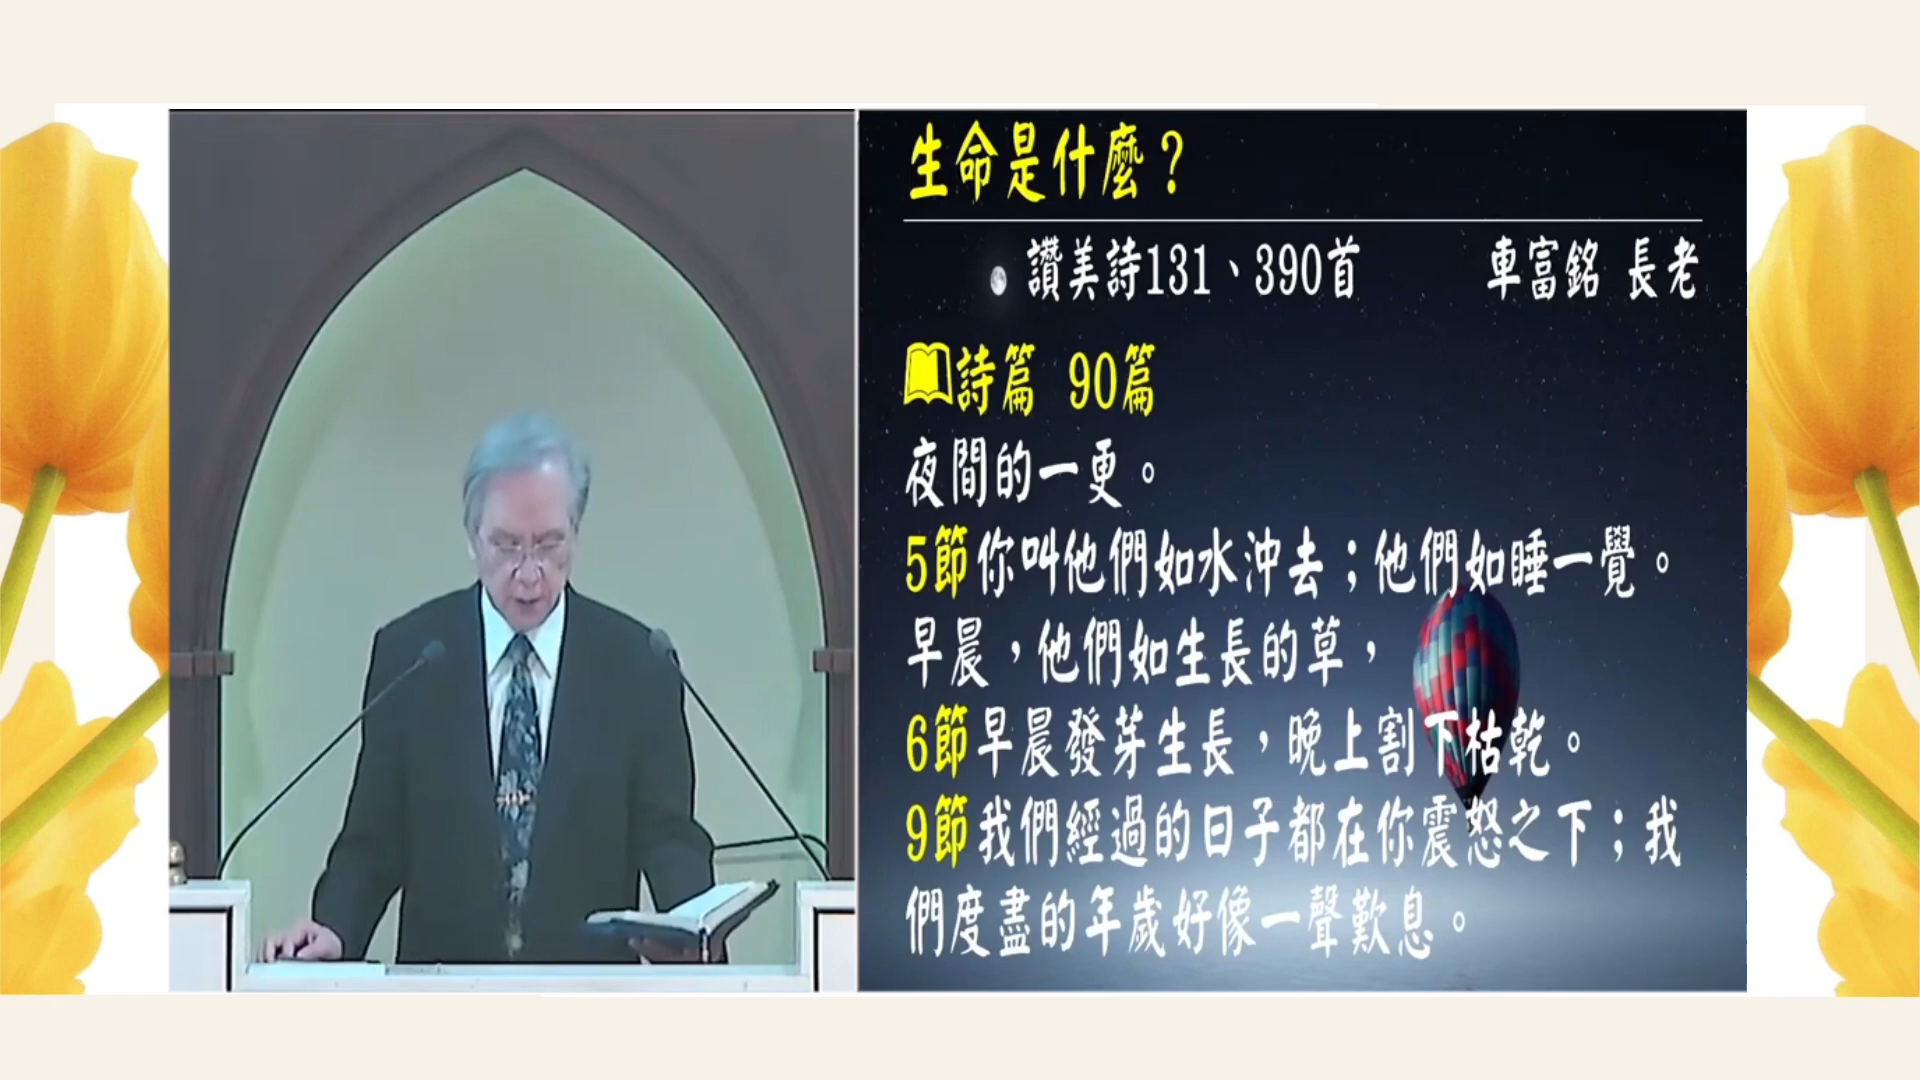 生命是什麼？
讚美詩131、390首 車富銘 長老
詩篇 90篇
夜間的一更。
5節你叫他們如水沖去；他們如睡一覺。
早晨，他們如生長的草，
6節早晨發芽生長，晚上割下枯乾。
9節我們經過的日子都在你震怒之下；我
們度盡的年歲好像一聲歎息。